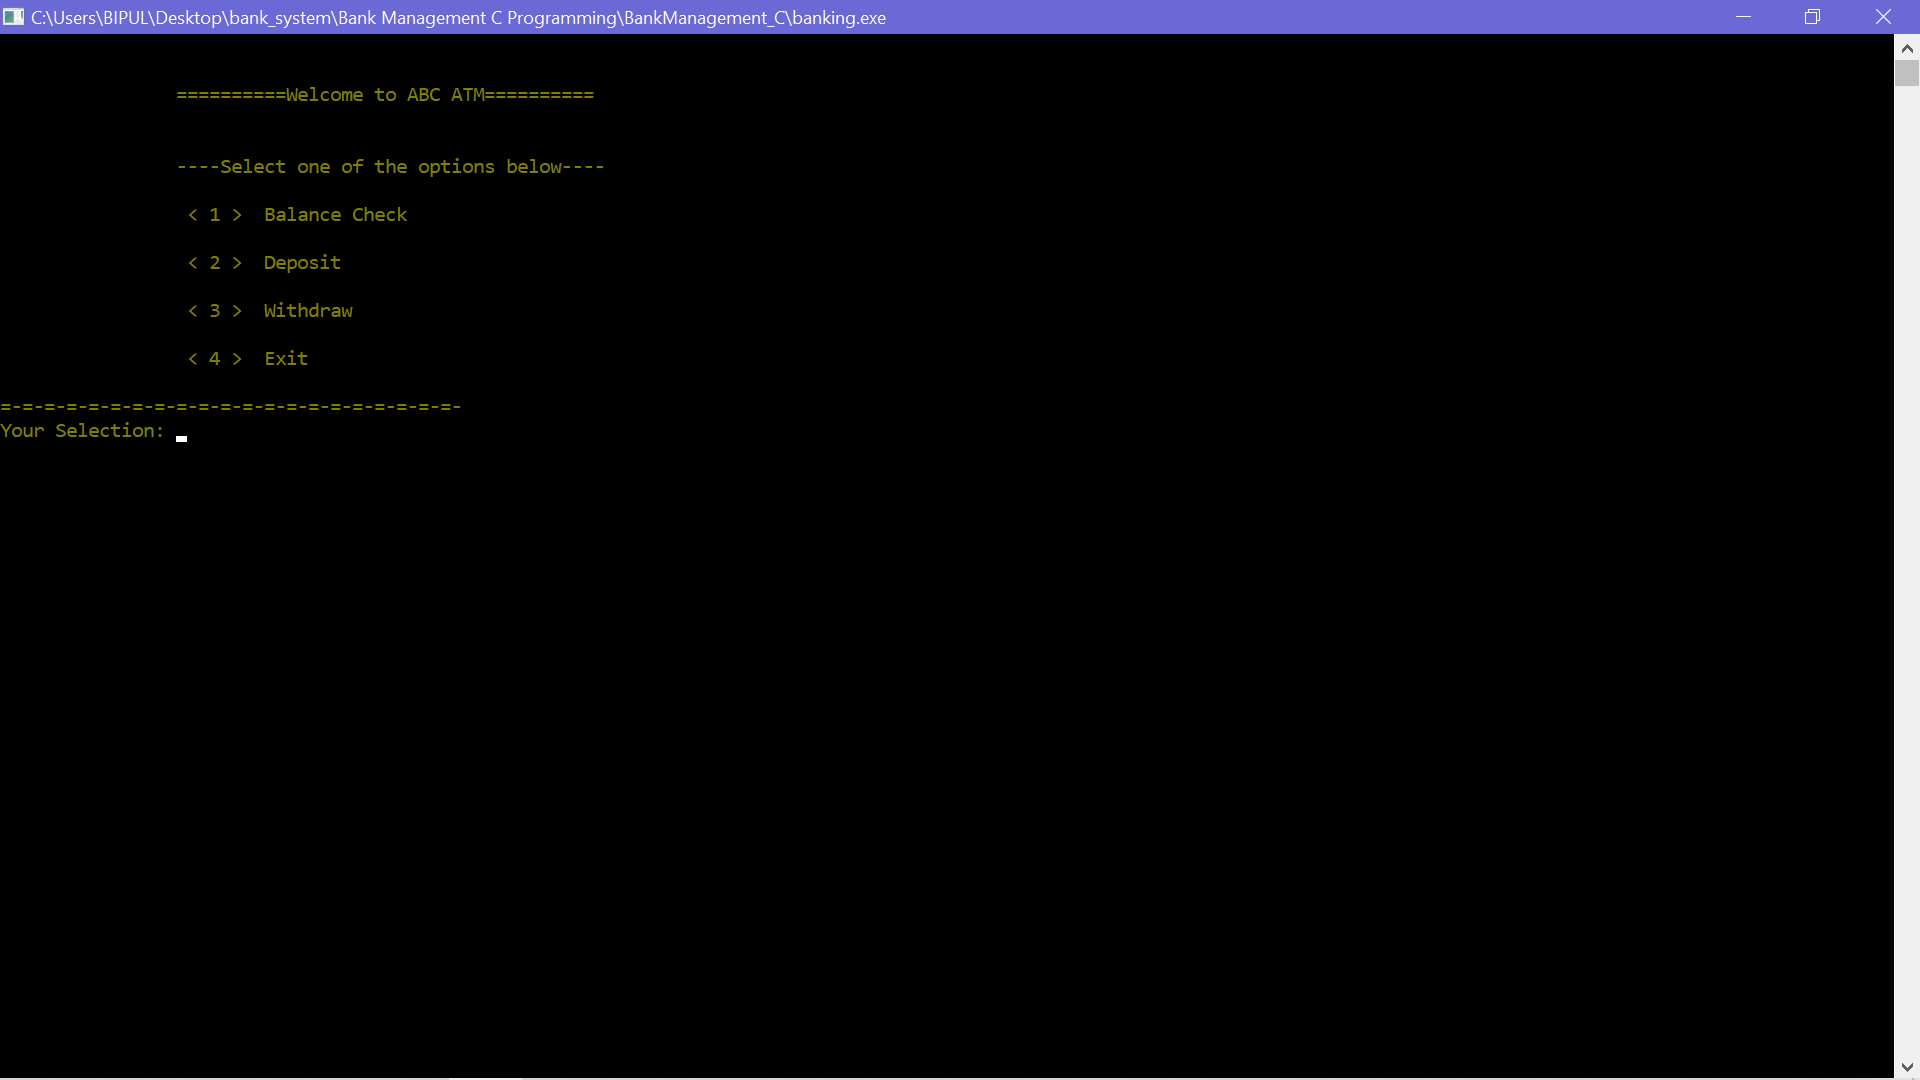 C:\Users\BIPUL\Desktop\bank_system\Bank Management C Programming\BankManagement_C\banking.exe
==========Welcome to ABC ATM==========
----Select one of the options below----
< 1 >  Balance Check
< 2 >  Deposit
< 3 >  Withdraw
< 4 >  Exit
=-=-=-=-=-=-=-=-=-=-=-=-=-=-=-=-=-=-=-=-=-
Your Selection: